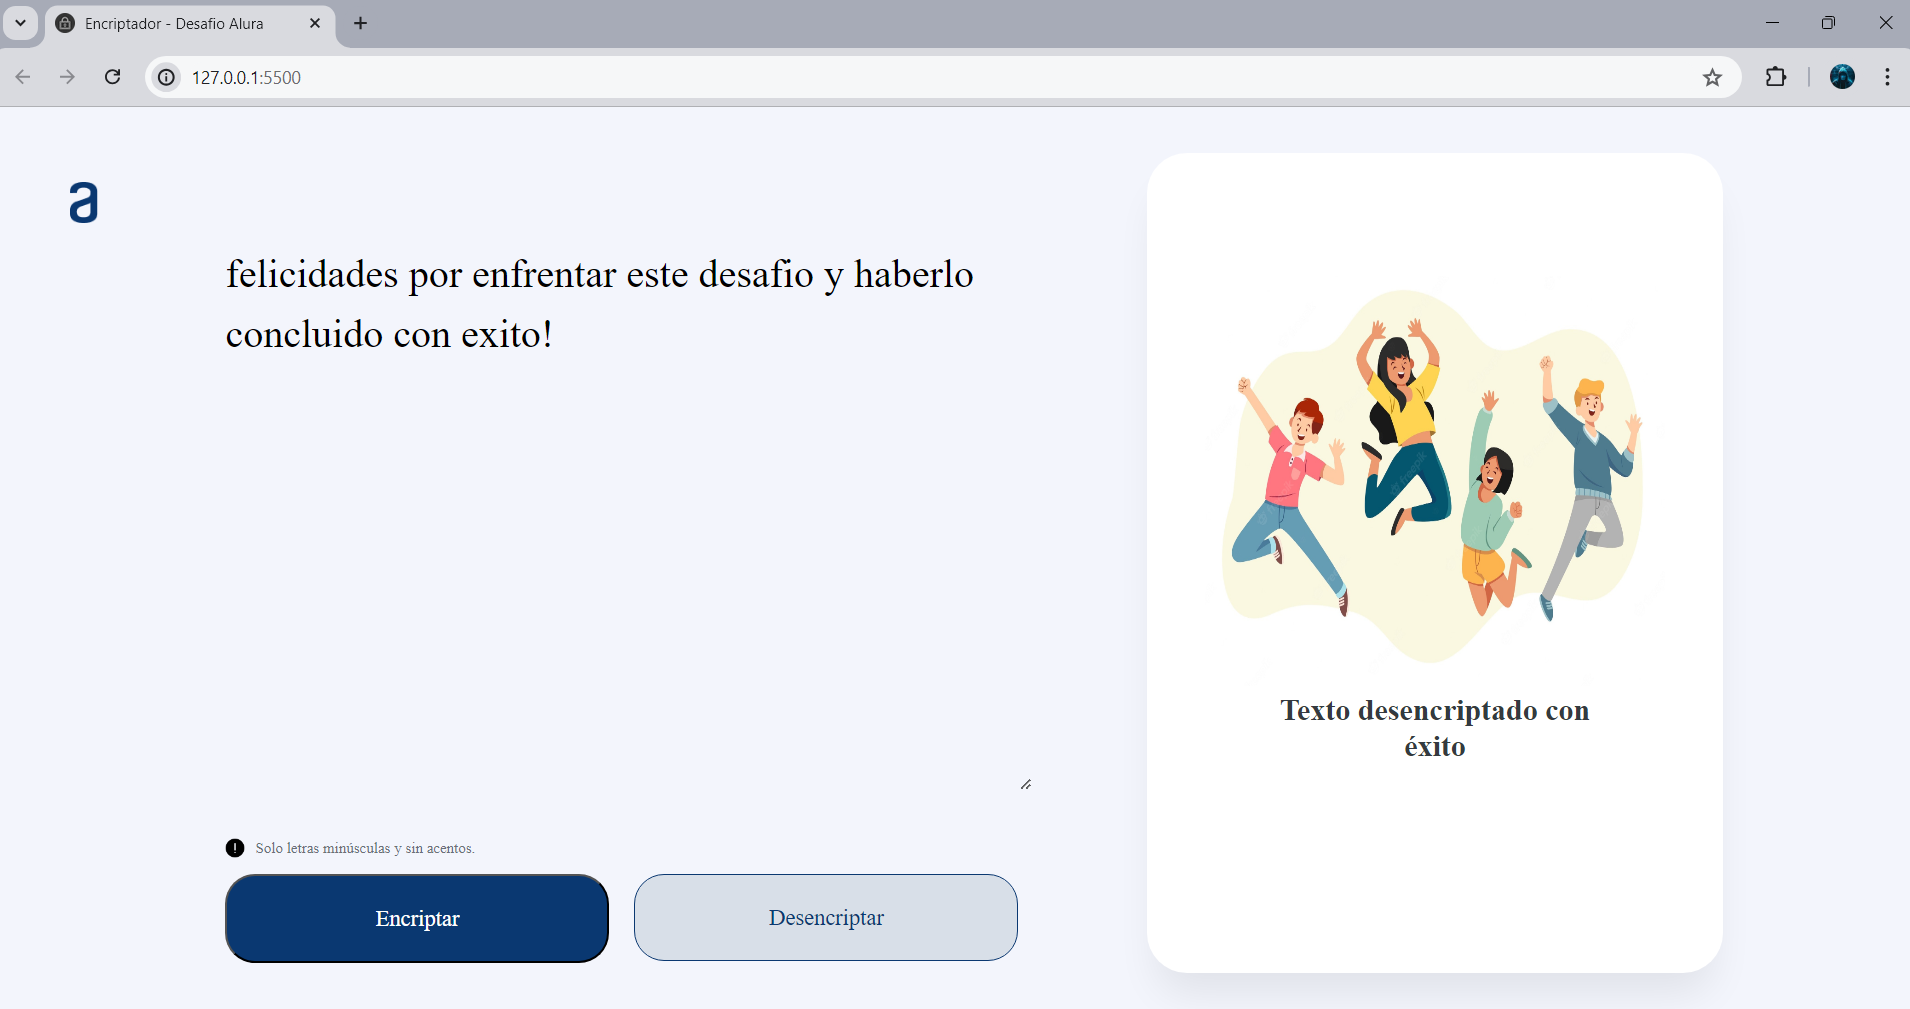 Encriptador - Desafio Alura
127.0.0.1:5500
a
felicidades por enfrentar este desafio y haberlo
concluido con exito!
Texto desencriptado con
éxito
Solo letras minúsculas y sin acentos.
Encriptar
Desencriptar